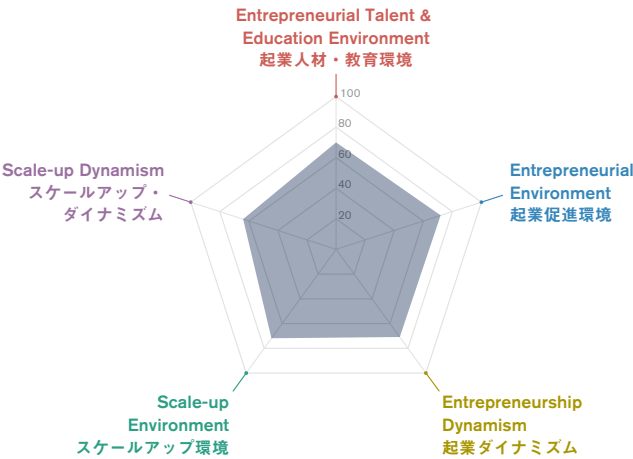 Entrepreneurial Talent &
Education Environment
起業人材・教育環境
100
80
60
40
20
Scale-up Dynamism
スケールアップ・
ダイナミズム
Entrepreneurial
Environment
起業促進環境
Scale-up
Environment
スケールアップ環境
Entrepreneurship
Dynamism
起業ダイナミズム